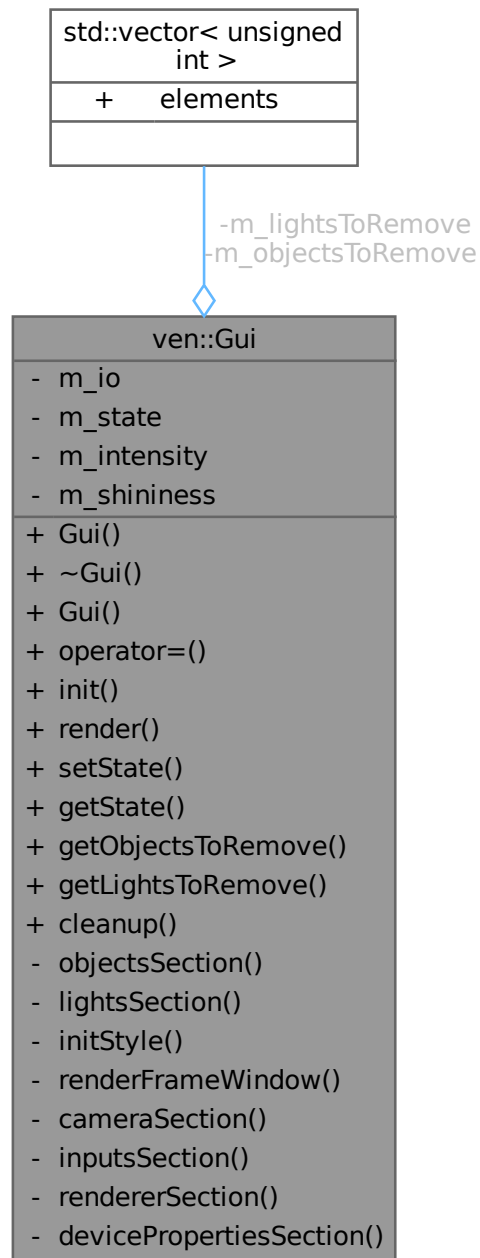 std::vector< unsigned
int >
+ elements
-m_lightsToRemove
-m_objectsToRemove
ven::Gui
- m_io
- m_state
- m_intensity
- m_shininess
+ Gui()
+ ~Gui()
+ Gui()
+ operator=()
+ init()
+ render()
+ setState()
+ getState()
+ getObjectsToRemove()
+ getLightsToRemove()
+ cleanup()
- objectsSection()
- lightsSection()
- initStyle()
- renderFrameWindow()
- cameraSection()
- inputsSection()
- rendererSection()
- devicePropertiesSection()